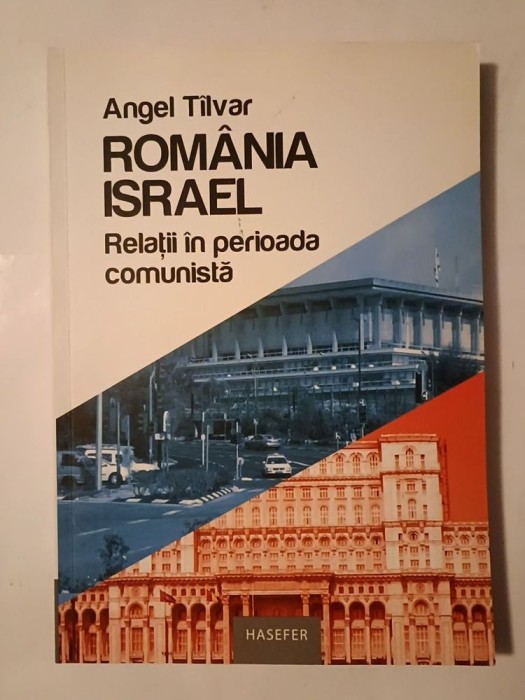 Angel Tîlvar
ROMÂNIA
ISRAEL
Relații în perioada
comunistă
HASEFER